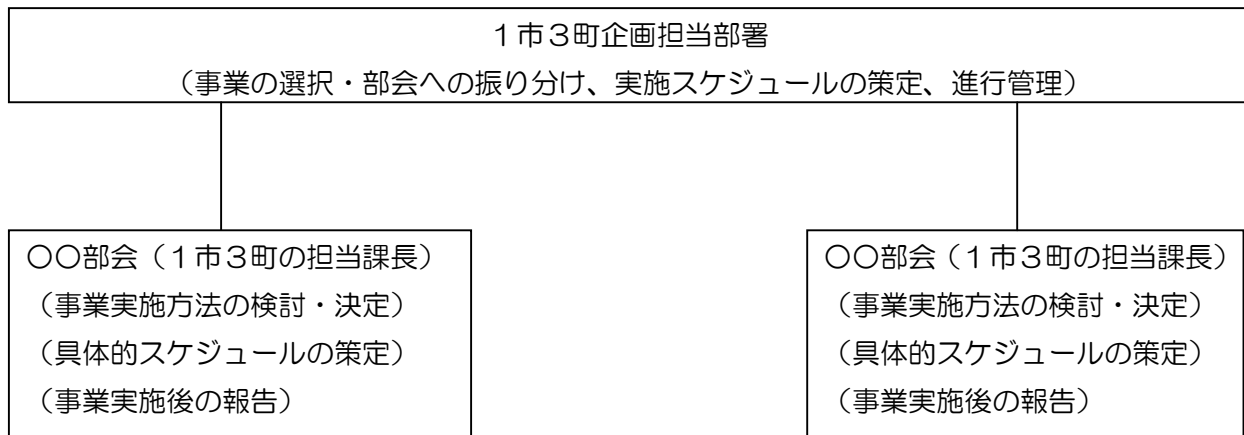 １市３町企画担当部署
（事業の選択・部会への振り分け、実施スケジュールの策定、進行管理）
〇〇部会（１市３町の担当課長）
（事業実施方法の検討・決定）
（具体的スケジュールの策定）
（事業実施後の報告）
〇〇部会（１市３町の担当課長）
（事業実施方法の検討・決定）
（具体的スケジュールの策定）
（事業実施後の報告）